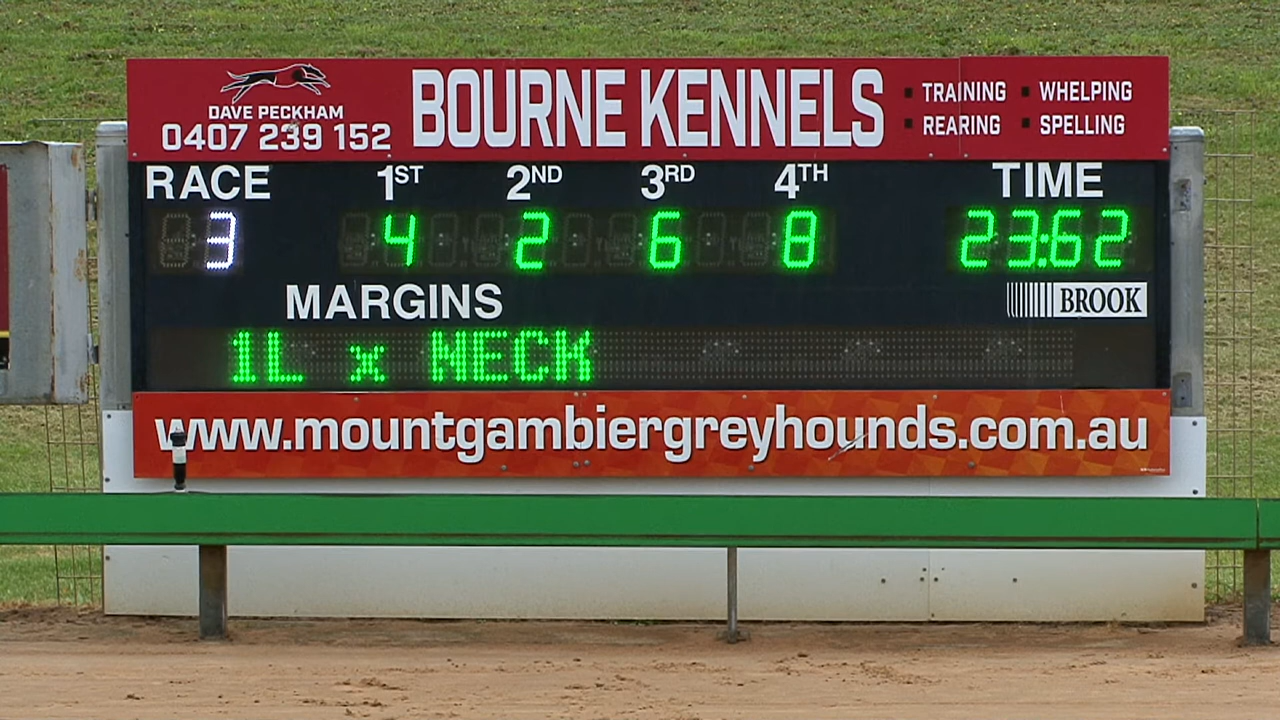 DAVE PECKHAM
0407 239 152
BOURNE KENNELS
TRAINING WHELPING
REARING SPELLING
RACE 1ST 2ND 3RD 4TH TIME
3 4 2 6 8 23:62
MARGINS
BROOK
1L x NECK
www.mountgambiergreyhounds.com.au